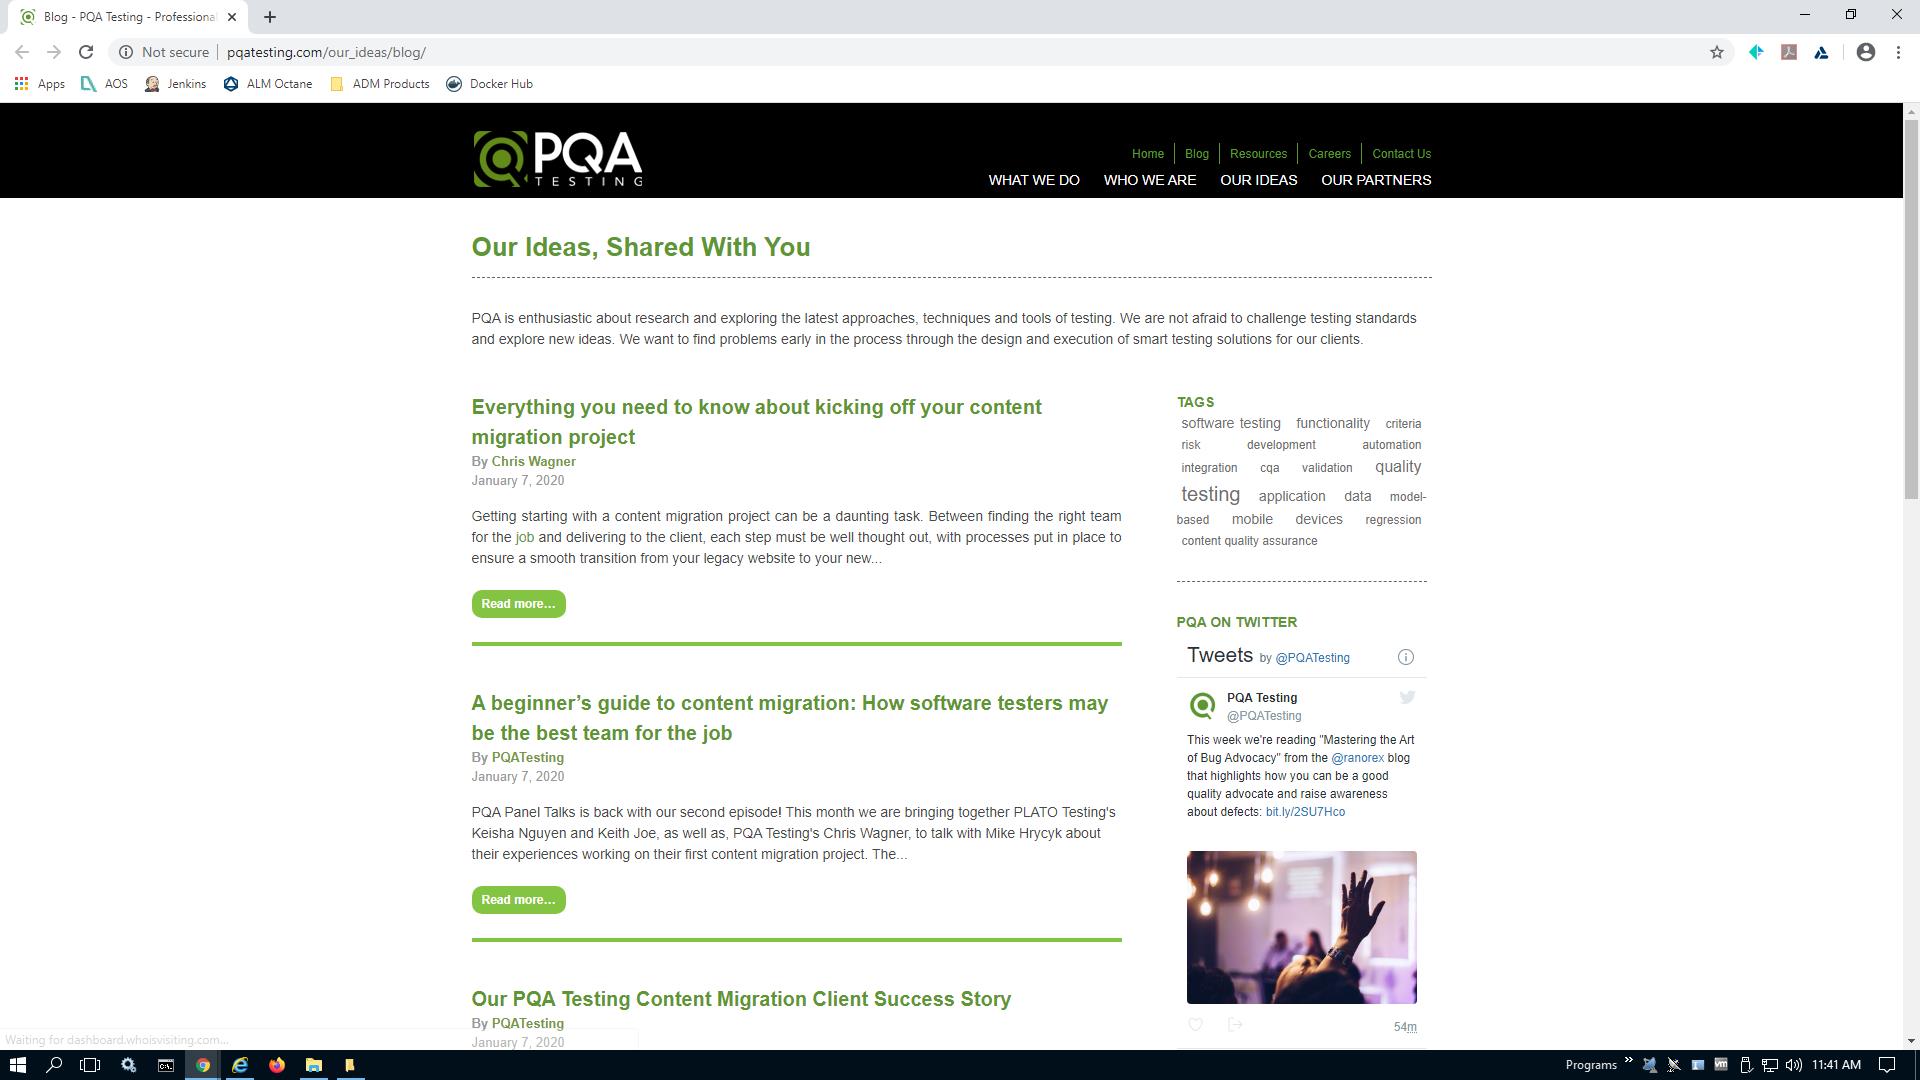 Blog - PQA Testing - Professiona
Not secure
pqatesting.com/our_ideas/blog/
Apps
AOS
Jenkins
ALM Octane
ADM Products
Docker Hub
PQA
TESTING
Home
Blog
Resources
Careers
Contact Us
WHAT WE DO
WHO WE ARE
OUR IDEAS
OUR PARTNERS
Our Ideas, Shared With You
PQA is enthusiastic about research and exploring the latest approaches, techniques and tools of testing. We are not afraid to challenge testing standards
and explore new ideas. We want to find problems early in the process through the design and execution of smart testing solutions for our clients.
Everything you need to know about kicking off your content
migration project
By Chris Wagner
January 7, 2020
Getting starting with a content migration project can be a daunting task. Between finding the right team
for the job and delivering to the client, each step must be well thought out, with processes put in place to
ensure a smooth transition from your legacy website to your new...
Read more...
A beginner’s guide to content migration: How software testers may
be the best team for the job
By PQATesting
January 7, 2020
PQA Panel Talks is back with our second episode! This month we are bringing together PLATO Testing's
Keisha Nguyen and Keith Joe, as well as, PQA Testing's Chris Wagner, to talk with Mike Hrycyk about
their experiences working on their first content migration project. The...
Read more...
Our PQA Testing Content Migration Client Success Story
By PQATesting
January 7, 2020
TAGS
software testing functionality criteria
risk development automation
integration cqa validation quality
testing application data model-
based mobile devices regression
content quality assurance
PQA ON TWITTER
Tweets by @PQATesting
PQA Testing
@PQATesting
This week we're reading "Mastering the Art
of Bug Advocacy" from the @ranorex blog
that highlights how you can be a good
quality advocate and raise awareness
about defects: bit.ly/2SU7Hco
54m
Waiting for dashboard.whoisvisiting.com...
Programs
11:41 AM